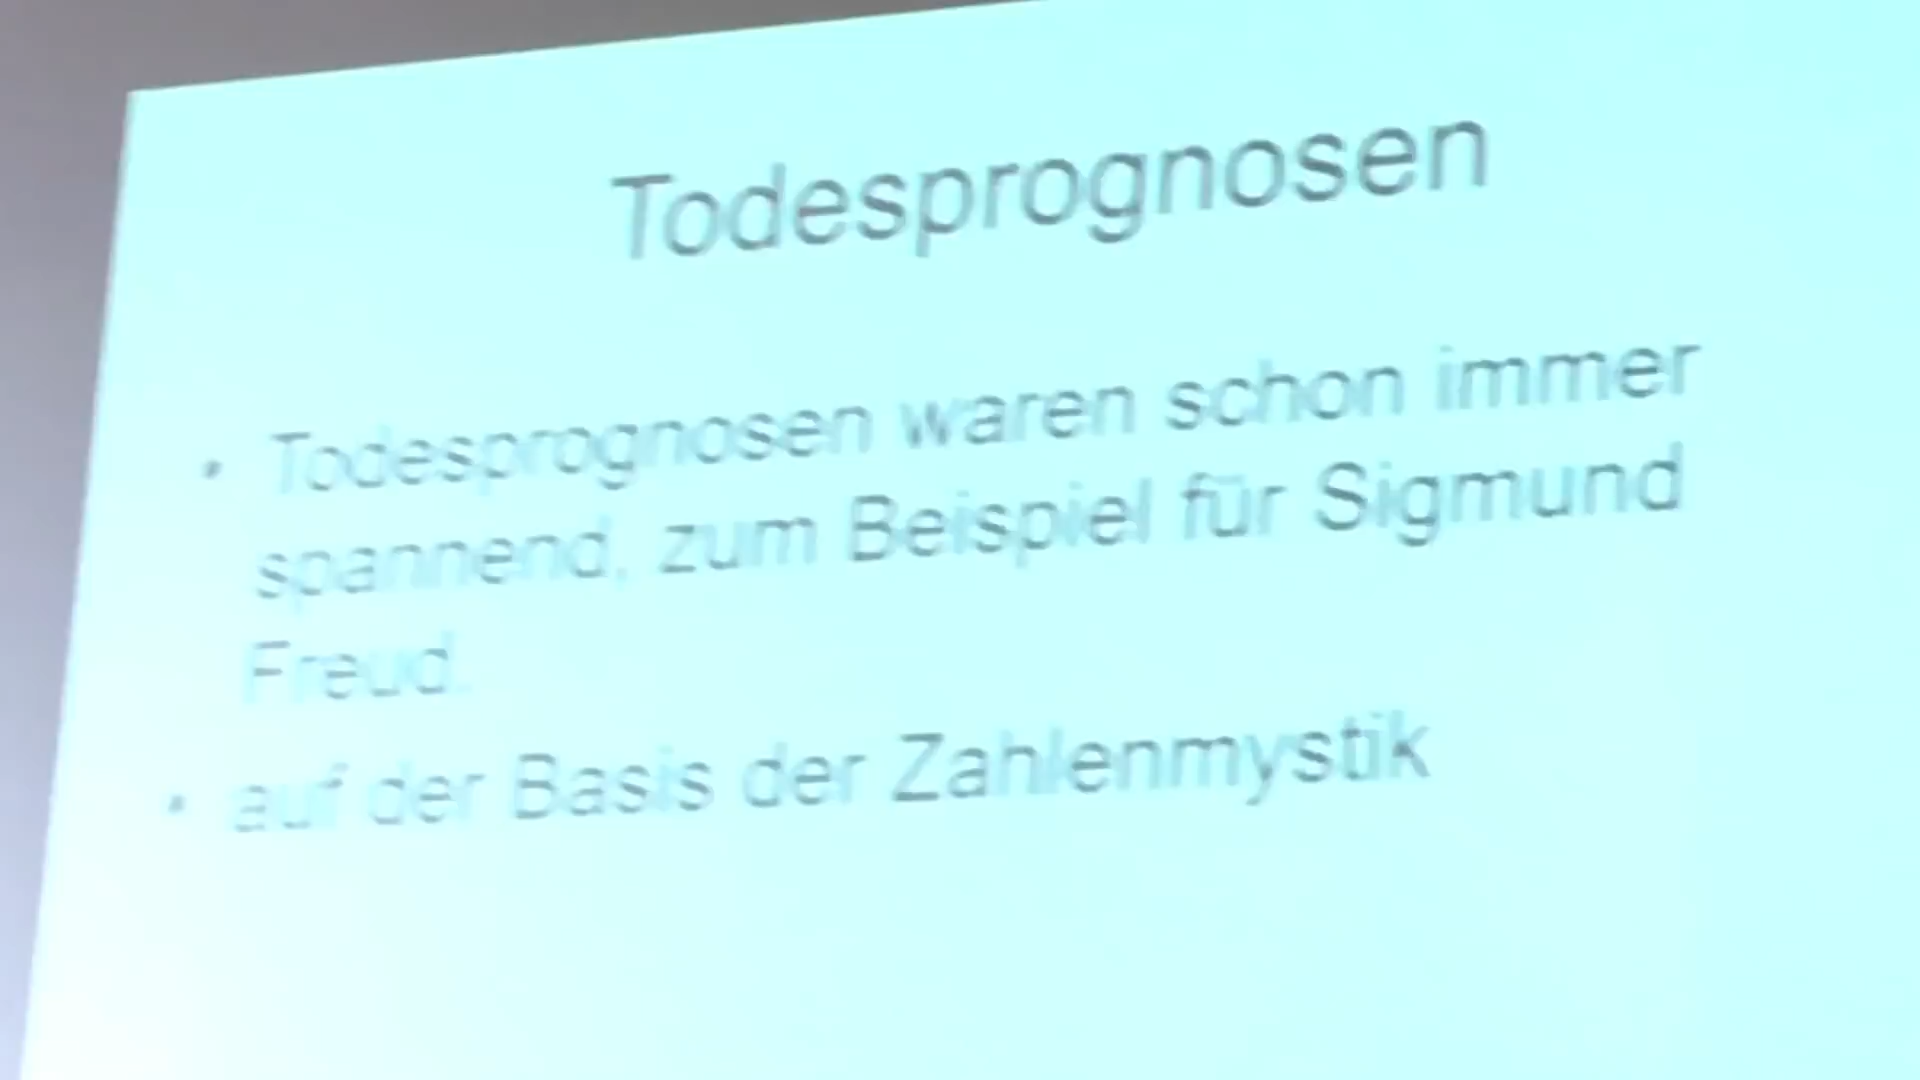 Todesprognosen
• Todesprognosen waren schon immer
spannend, zum Beispiel für Sigmund
Freud.
• auf der Basis der Zahlenmystik